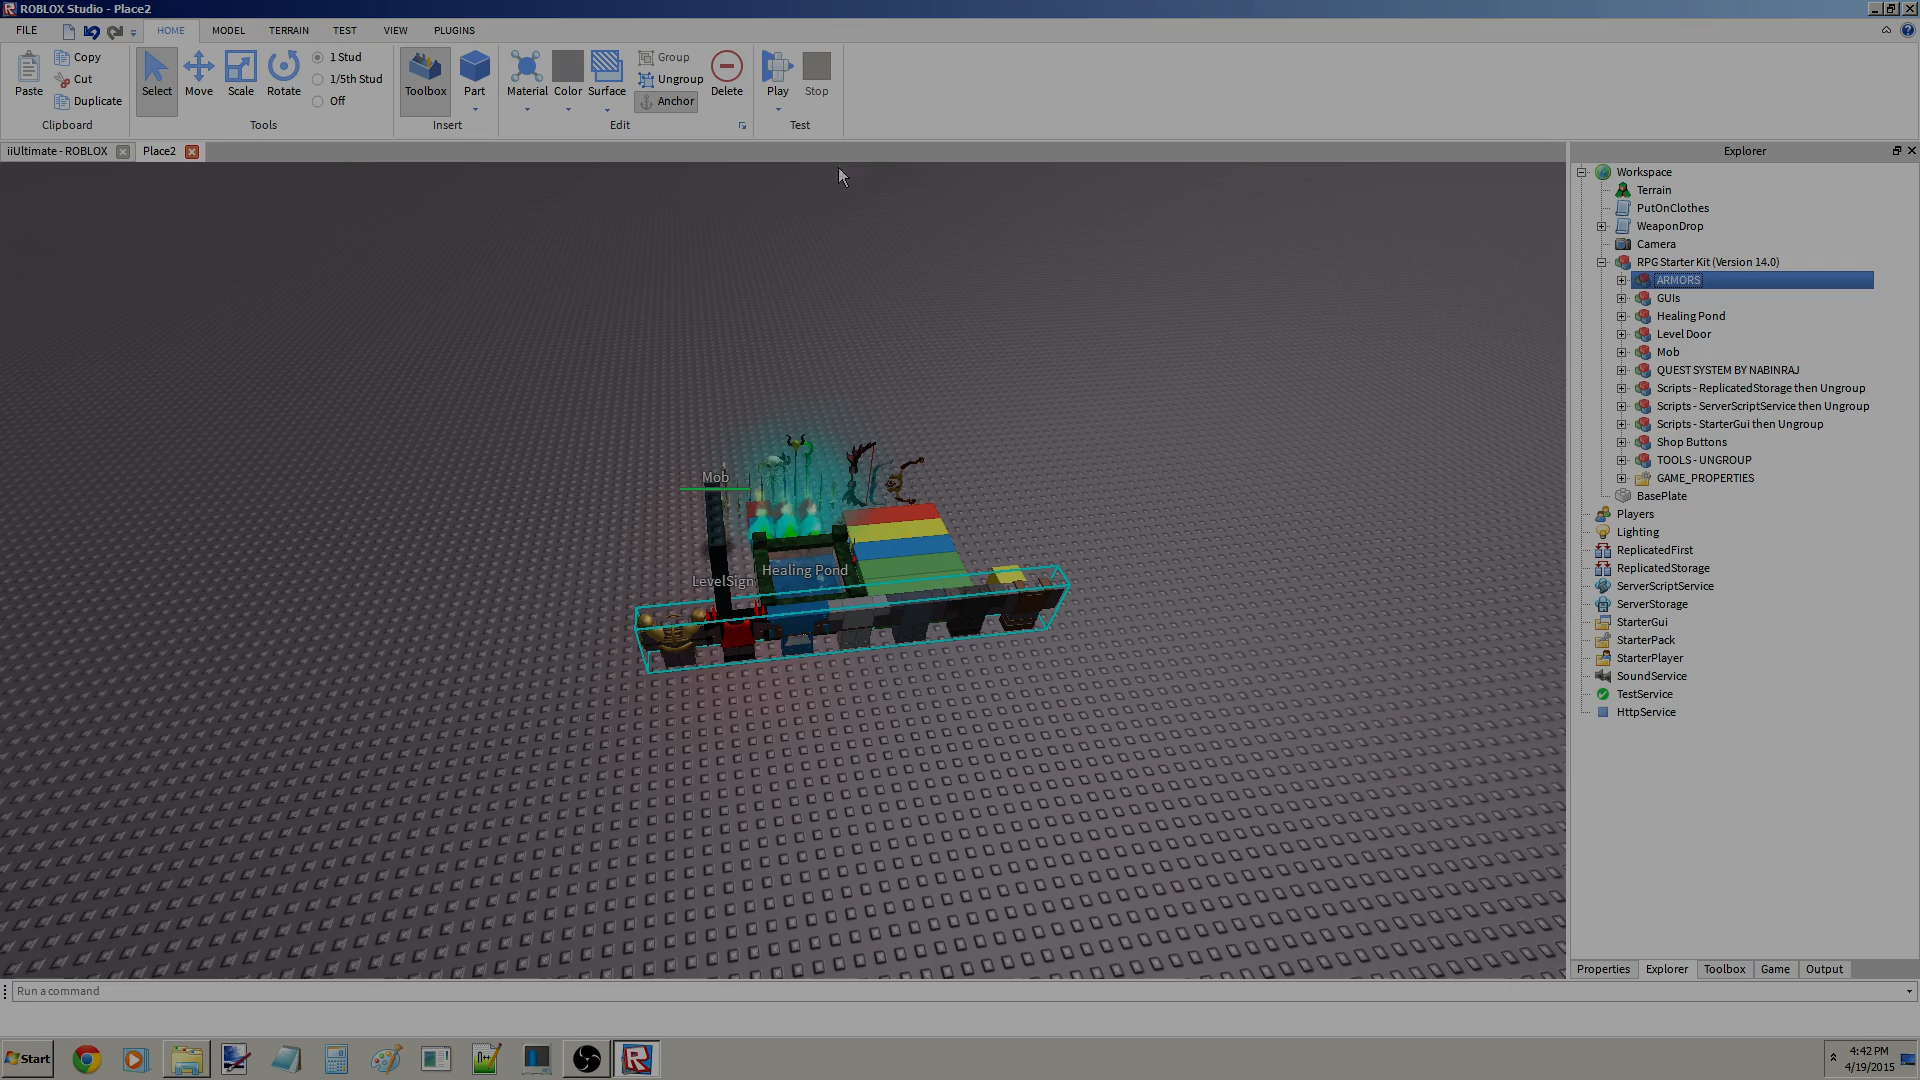 ROBLOX Studio - Place2
FILE
HOME
MODEL
TERRAIN
TEST
VIEW
PLUGINS
Paste
Copy
Cut
Duplicate
Clipboard
Select
Move
Scale
Rotate
1 Stud
1/5th Stud
Off
Tools
Toolbox
Part
Insert
Material
Color
Surface
Group
Ungroup
Anchor
Delete
Edit
Play
Stop
Test
iiUltimate - ROBLOX
Place2
Explorer
Workspace
Terrain
PutOnClothes
WeaponDrop
Camera
RPG Starter Kit (Version 14.0)
ARMORS
GUIs
Healing Pond
Level Door
Mob
QUEST SYSTEM BY NABINRAJ
Scripts - ReplicatedStorage then Ungroup
Scripts - ServerScriptService then Ungroup
Scripts - StarterGui then Ungroup
Shop Buttons
TOOLS - UNGROUP
GAME_PROPERTIES
BasePlate
Players
Lighting
ReplicatedFirst
ReplicatedStorage
ServerScriptService
ServerStorage
StarterGui
StarterPack
StarterPlayer
SoundService
TestService
HttpService
Mob
Healing Pond
LevelSign
Properties
Explorer
Toolbox
Game
Output
Run a command
Start
4:42 PM
4/19/2015